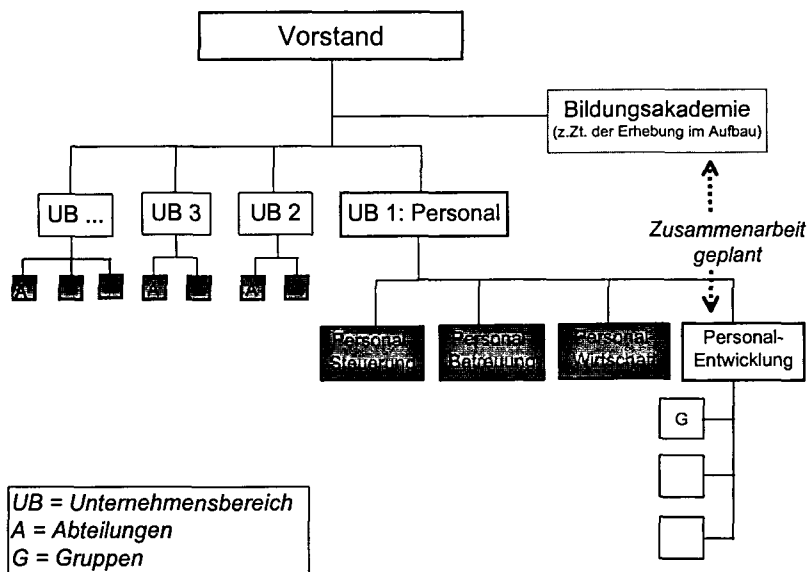 Vorstand
Bildungsakademie
(z.Zt. der Erhebung im Aufbau)
UB ...
UB 3
UB 2
UB 1: Personal
Zusammenarbeit
geplant
A
A
A
Personal-
Steuerung
Personal-
Betreuung
Personal-
Wirtschaft
Personal-
Entwicklung
G
UB = Unternehmensbereich
A = Abteilungen
G = Gruppen